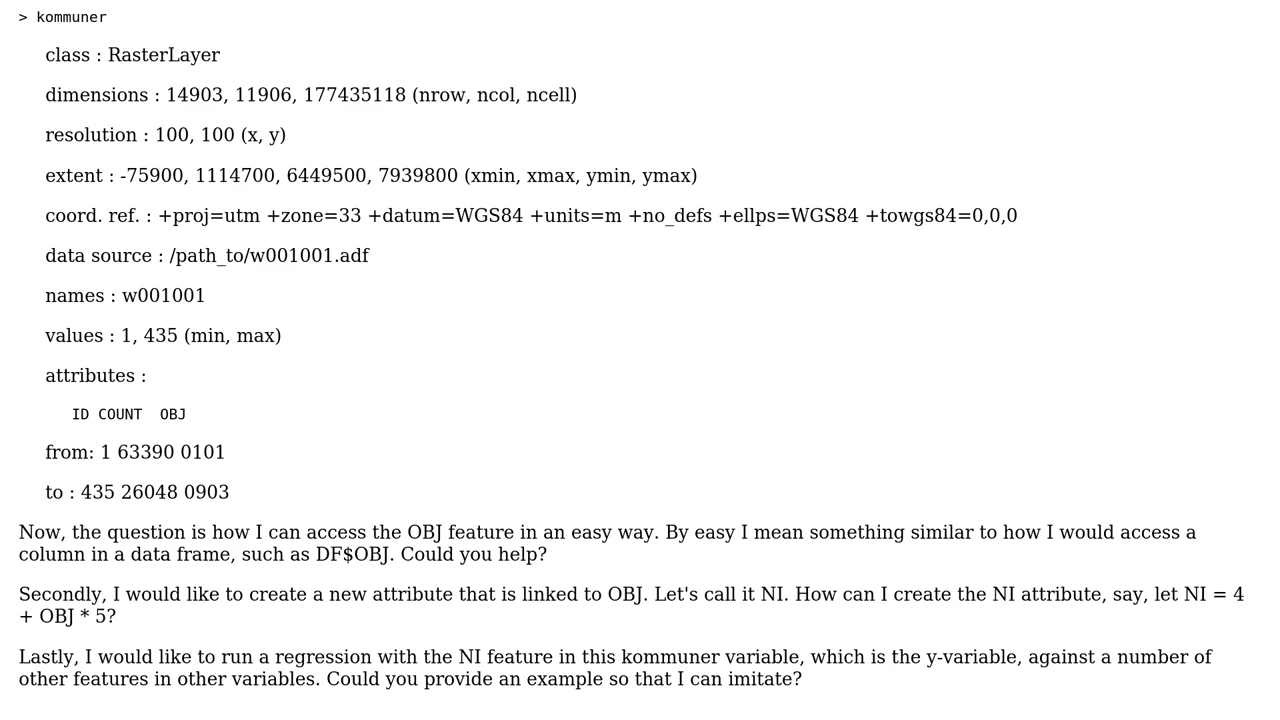 > kommuner
class : RasterLayer
dimensions : 14903, 11906, 177435118 (nrow, ncol, ncell)
resolution : 100, 100 (x, y)
extent : -75900, 1114700, 6449500, 7939800 (xmin, xmax, ymin, ymax)
coord. ref. : +proj=utm +zone=33 +datum=WGS84 +units=m +no_defs +ellps=WGS84 +towgs84=0,0,0
data source : /path_to/w001001.adf
names : w001001
values : 1, 435 (min, max)
attributes :
ID COUNT  OBJ
from: 1 63390 0101
to : 435 26048 0903
Now, the question is how I can access the OBJ feature in an easy way. By easy I mean something similar to how I would access a
column in a data frame, such as DF$OBJ. Could you help?
Secondly, I would like to create a new attribute that is linked to OBJ. Let's call it NI. How can I create the NI attribute, say, let NI = 4
+ OBJ * 5?
Lastly, I would like to run a regression with the NI feature in this kommuner variable, which is the y-variable, against a number of
other features in other variables. Could you provide an example so that I can imitate?